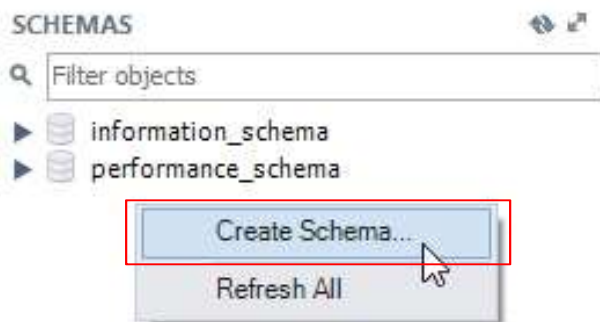 SCHEMAS
Filter objects
information_schema
performance_schema
Create Schema...
Refresh All